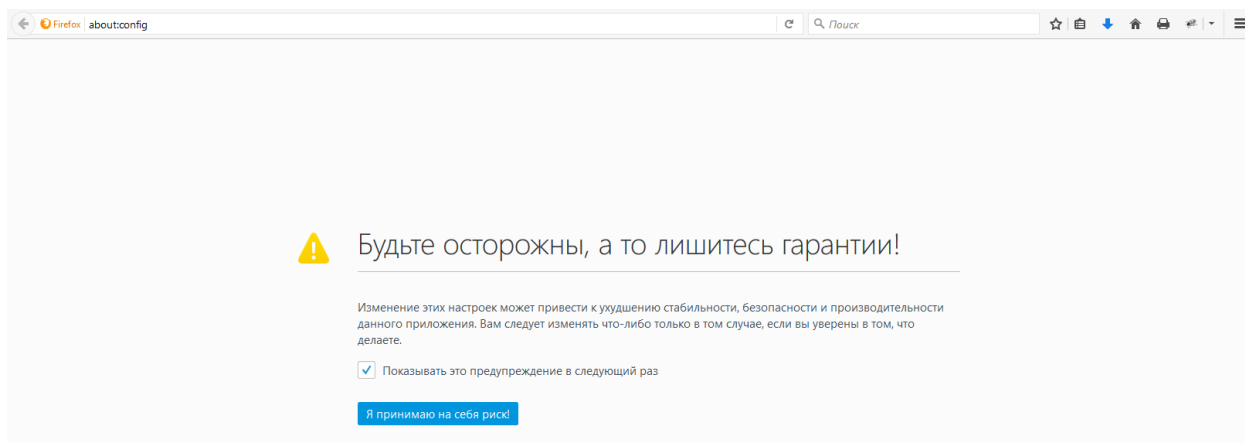 Firefox about:config Поиск
Будьте осторожны, а то лишитесь гарантии!
Изменение этих настроек может привести к ухудшению стабильности, безопасности и производительности
данного приложения. Вам следует изменять что-либо только в том случае, если вы уверены в том, что
делаете.
Показывать это предупреждение в следующий раз
Я принимаю на себя риск!